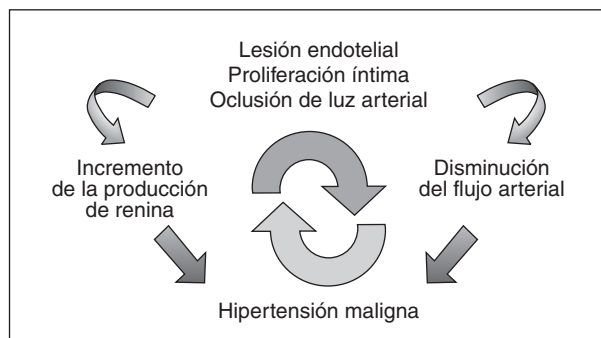 Lesión endotelial
Proliferación íntima
Oclusión de luz arterial
Incremento
de la producción
de renina
Disminución
del flujo arterial
Hipertensión maligna